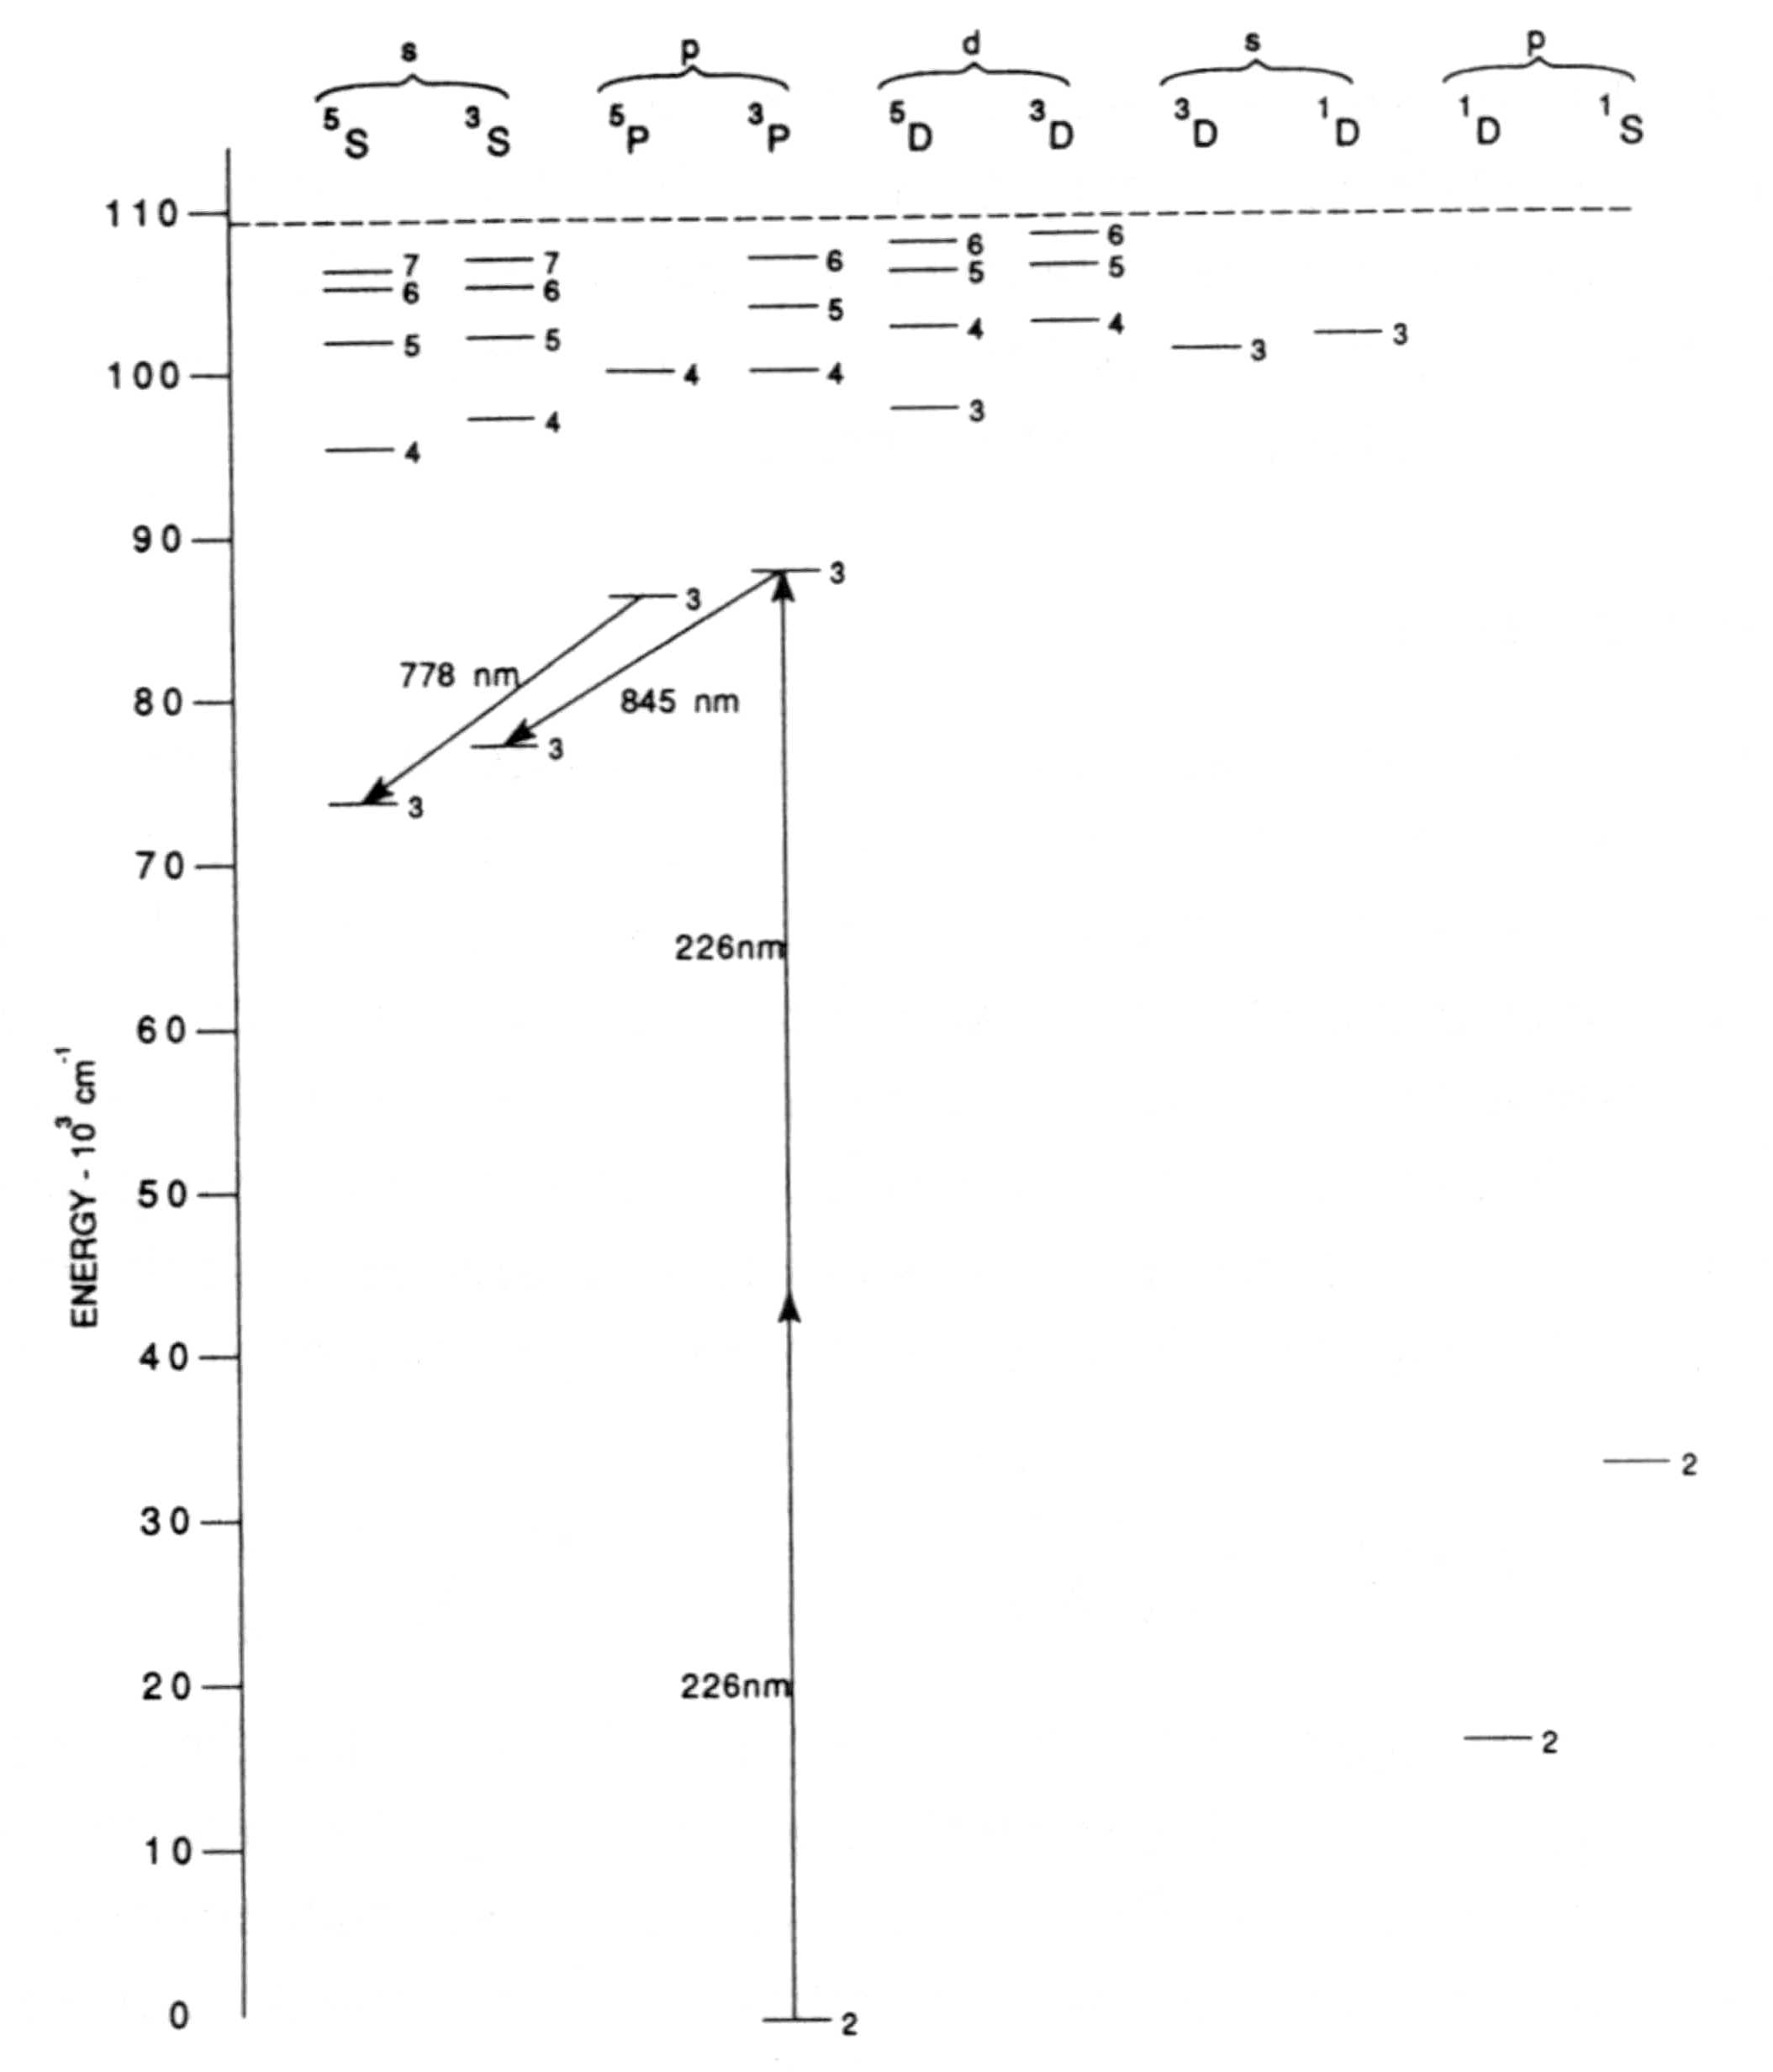 s p d s p
⁵S ³S ⁵P ³P ⁵D ³D ³D ¹D ¹D ¹S
110
7 7 6 6 6
6 6 5 5 5
5 5 4 4 4 3 3
100 4 4 3
4 4
90
3 3
778 nm
80 845 nm
3
3
70
226nm
60
ENERGY - 10³ cm⁻¹
50
40
2
30
20 226nm
2
10
0 2